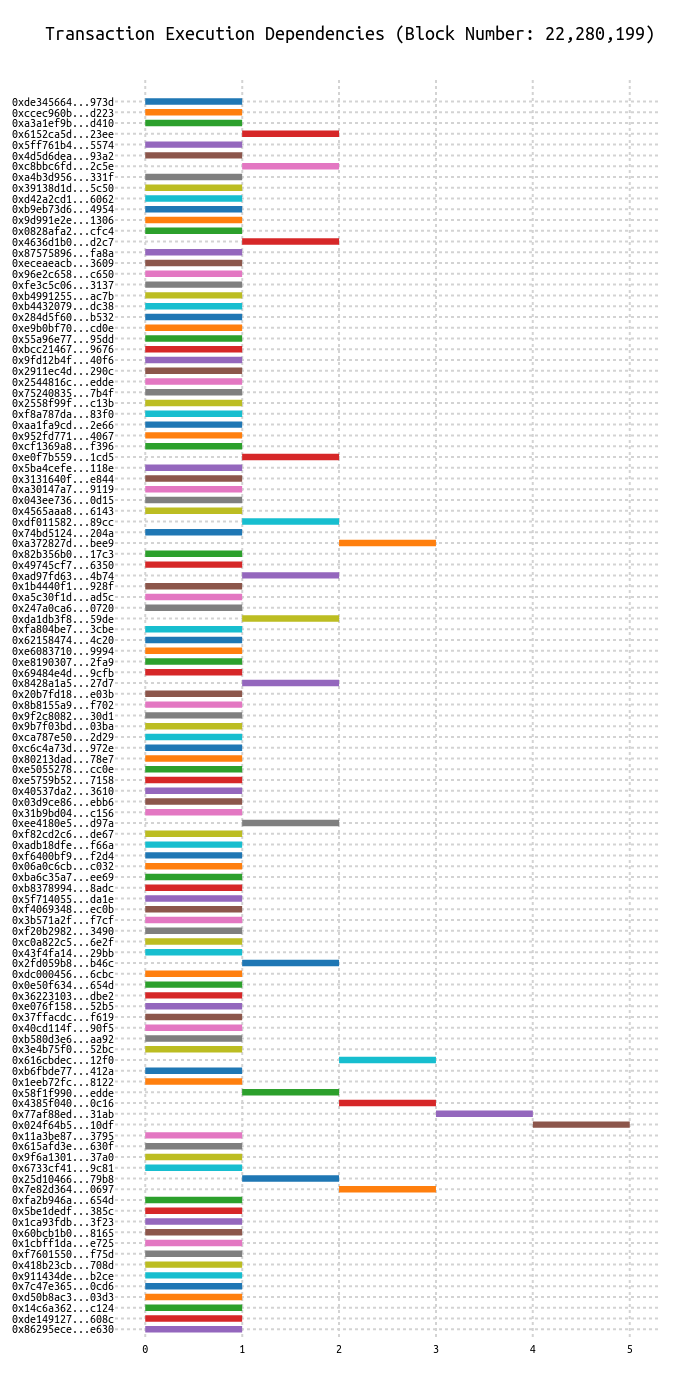 Transaction Execution Dependencies (Block Number: 22,280,199)
0xde345664...973d
0xccec960b...d223
0xa3a1ef9b...d410
0x6152ca5d...23ee
0x5ff761b4...5574
0x4d5d6dea...93a2
0xc8bbc6fd...2c5e
0xa4b3d956...331f
0x39138d1d...5c50
0xd42a2cd1...6062
0xb9eb73d6...4954
0x9d991e2e...1306
0x0828afa2...cfc4
0x4636d1b0...d2c7
0x87575896...fa8a
0xeceaeacb...3609
0x96e2c658...c650
0xfe3c5c06...3137
0xb4991255...ac7b
0xb4432079...dc38
0x284d5f60...b532
0xe9b0bf70...cd0e
0x55a96e77...95dd
0xbcc21467...9676
0x9fd12b4f...40f6
0x2911ec4d...290c
0x2544816c...edde
0x75240835...7b4f
0x2558f99f...c13b
0xf8a787da...83f0
0xaa1fa9cd...2e66
0x952fd771...4067
0xcf1369a8...f396
0xe0f7b559...1cd5
0x5ba4cefe...118e
0x3131640f...e844
0xa30147a7...9119
0x043ee736...0d15
0x4565aaa8...6143
0xdf011582...89cc
0x74bd5124...204a
0xa372827d...bee9
0x82b356b0...17c3
0x49745cf7...6350
0xad97fd63...4b74
0x1b4440f1...928f
0xa5c30f1d...ad5c
0x247a0ca6...0720
0xda1db3f8...59de
0xfa804be7...3cbe
0x62158474...4c20
0xe6083710...9994
0xe8190307...2fa9
0x69484e4d...9cfb
0x8428a1a5...27d7
0x20b7fd18...e03b
0x8b8155a9...f702
0x9f2c8082...30d1
0x9b7f03bd...03ba
0xca787e50...2d29
0xc6c4a73d...972e
0x80213dad...78e7
0xe5055278...cc0e
0xe5759b52...7158
0x40537da2...3610
0x03d9ce86...ebb6
0x31b9bd04...c156
0xee4180e5...d97a
0xf82cd2c6...de67
0xadb18dfe...f66a
0xf6400bf9...f2d4
0x06a0c6cb...c032
0xba6c35a7...ee69
0xb8378994...8adc
0x5f714055...da1e
0xf4069348...ec0b
0x3b571a2f...f7cf
0xf20b2982...3490
0xc0a822c5...6e2f
0x43f4fa14...29bb
0x2fd059b8...b46c
0xdc000456...6cbc
0x0e50f634...654d
0x36223103...dbe2
0xe076f158...52b5
0x37ffacdc...f619
0x40cd114f...90f5
0xb580d3e6...aa92
0x3e4b75f0...52bc
0x616cbdec...12f0
0xb6fbde77...412a
0x1eeb72fc...8122
0x58f1f990...edde
0x4385f040...0c16
0x77af88ed...31ab
0x024f64b5...10df
0x11a3be87...3795
0x615afd3e...630f
0x9f6a1301...37a0
0x6733cf41...9c81
0x25d10466...79b8
0x7e82d364...0697
0xfa2b946a...654d
0x5be1dedf...385c
0x1ca93fdb...3f23
0x60bcb1b0...8165
0x1cbff1da...e725
0xf7601550...f75d
0x418b23cb...708d
0x911434de...b2ce
0x7c47e365...0cd6
0xd50b8ac3...03d3
0x14c6a362...c124
0xde149127...608c
0x86295ece...e630
0 1 2 3 4 5